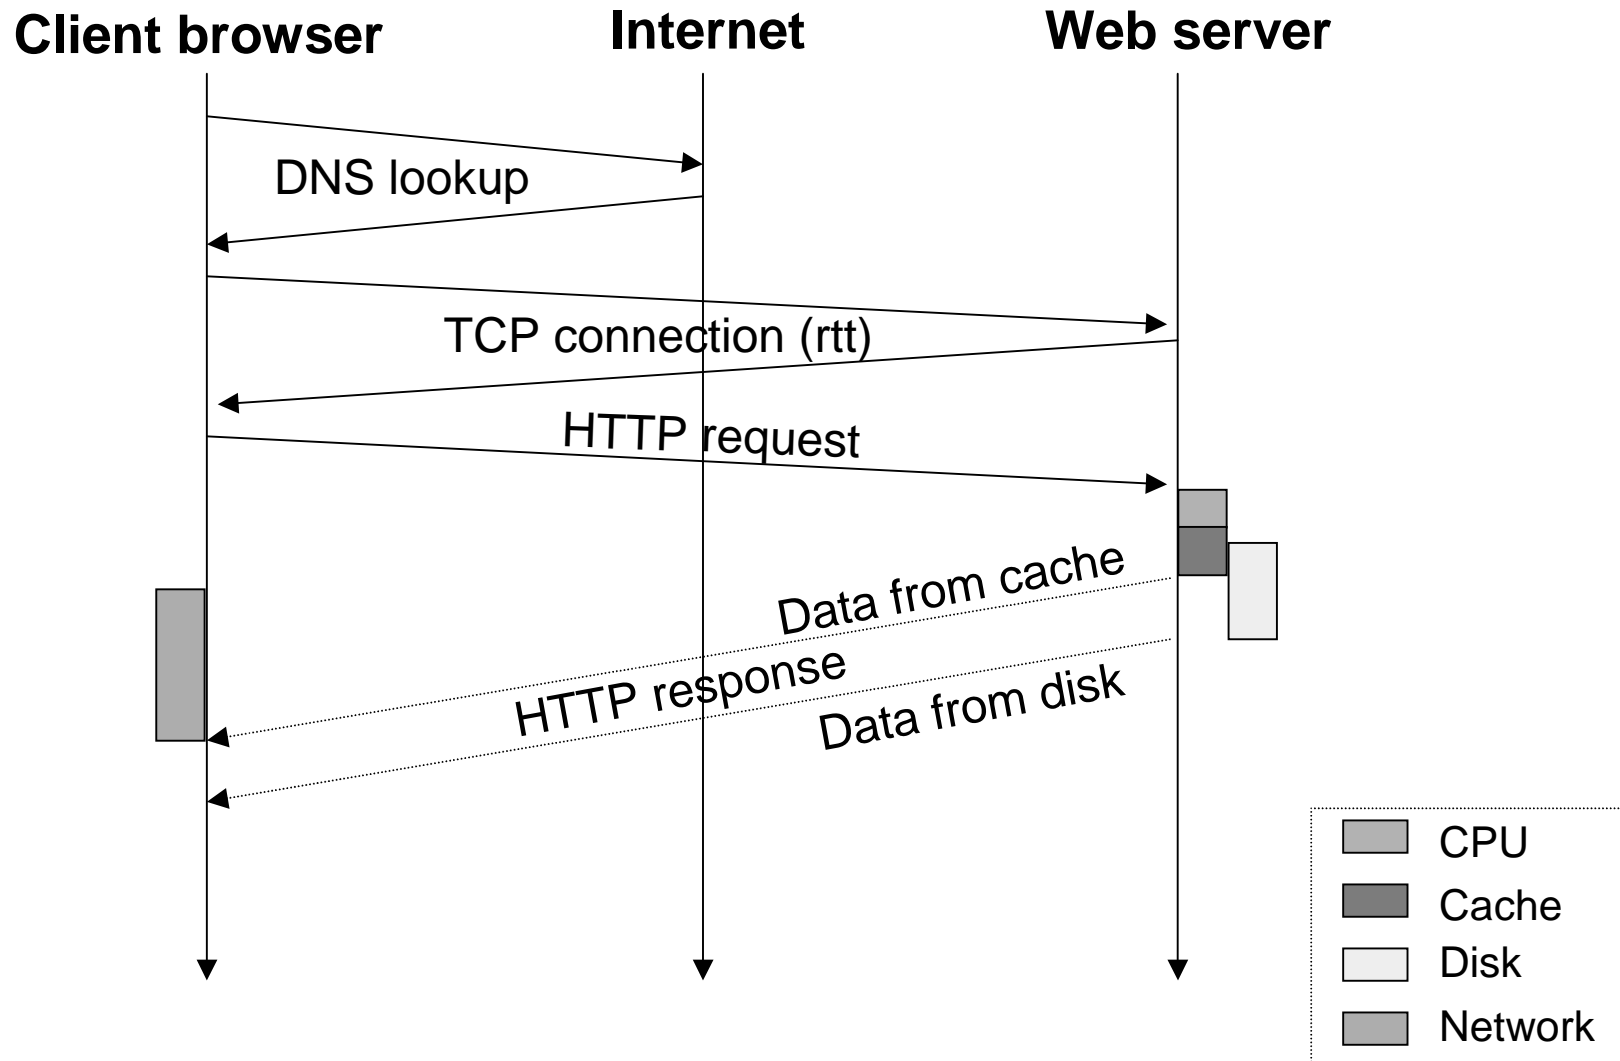 Client browser
Internet
Web server
DNS lookup
TCP connection (rtt)
HTTP request
Data from cache
HTTP response
Data from disk
CPU
Cache
Disk
Network